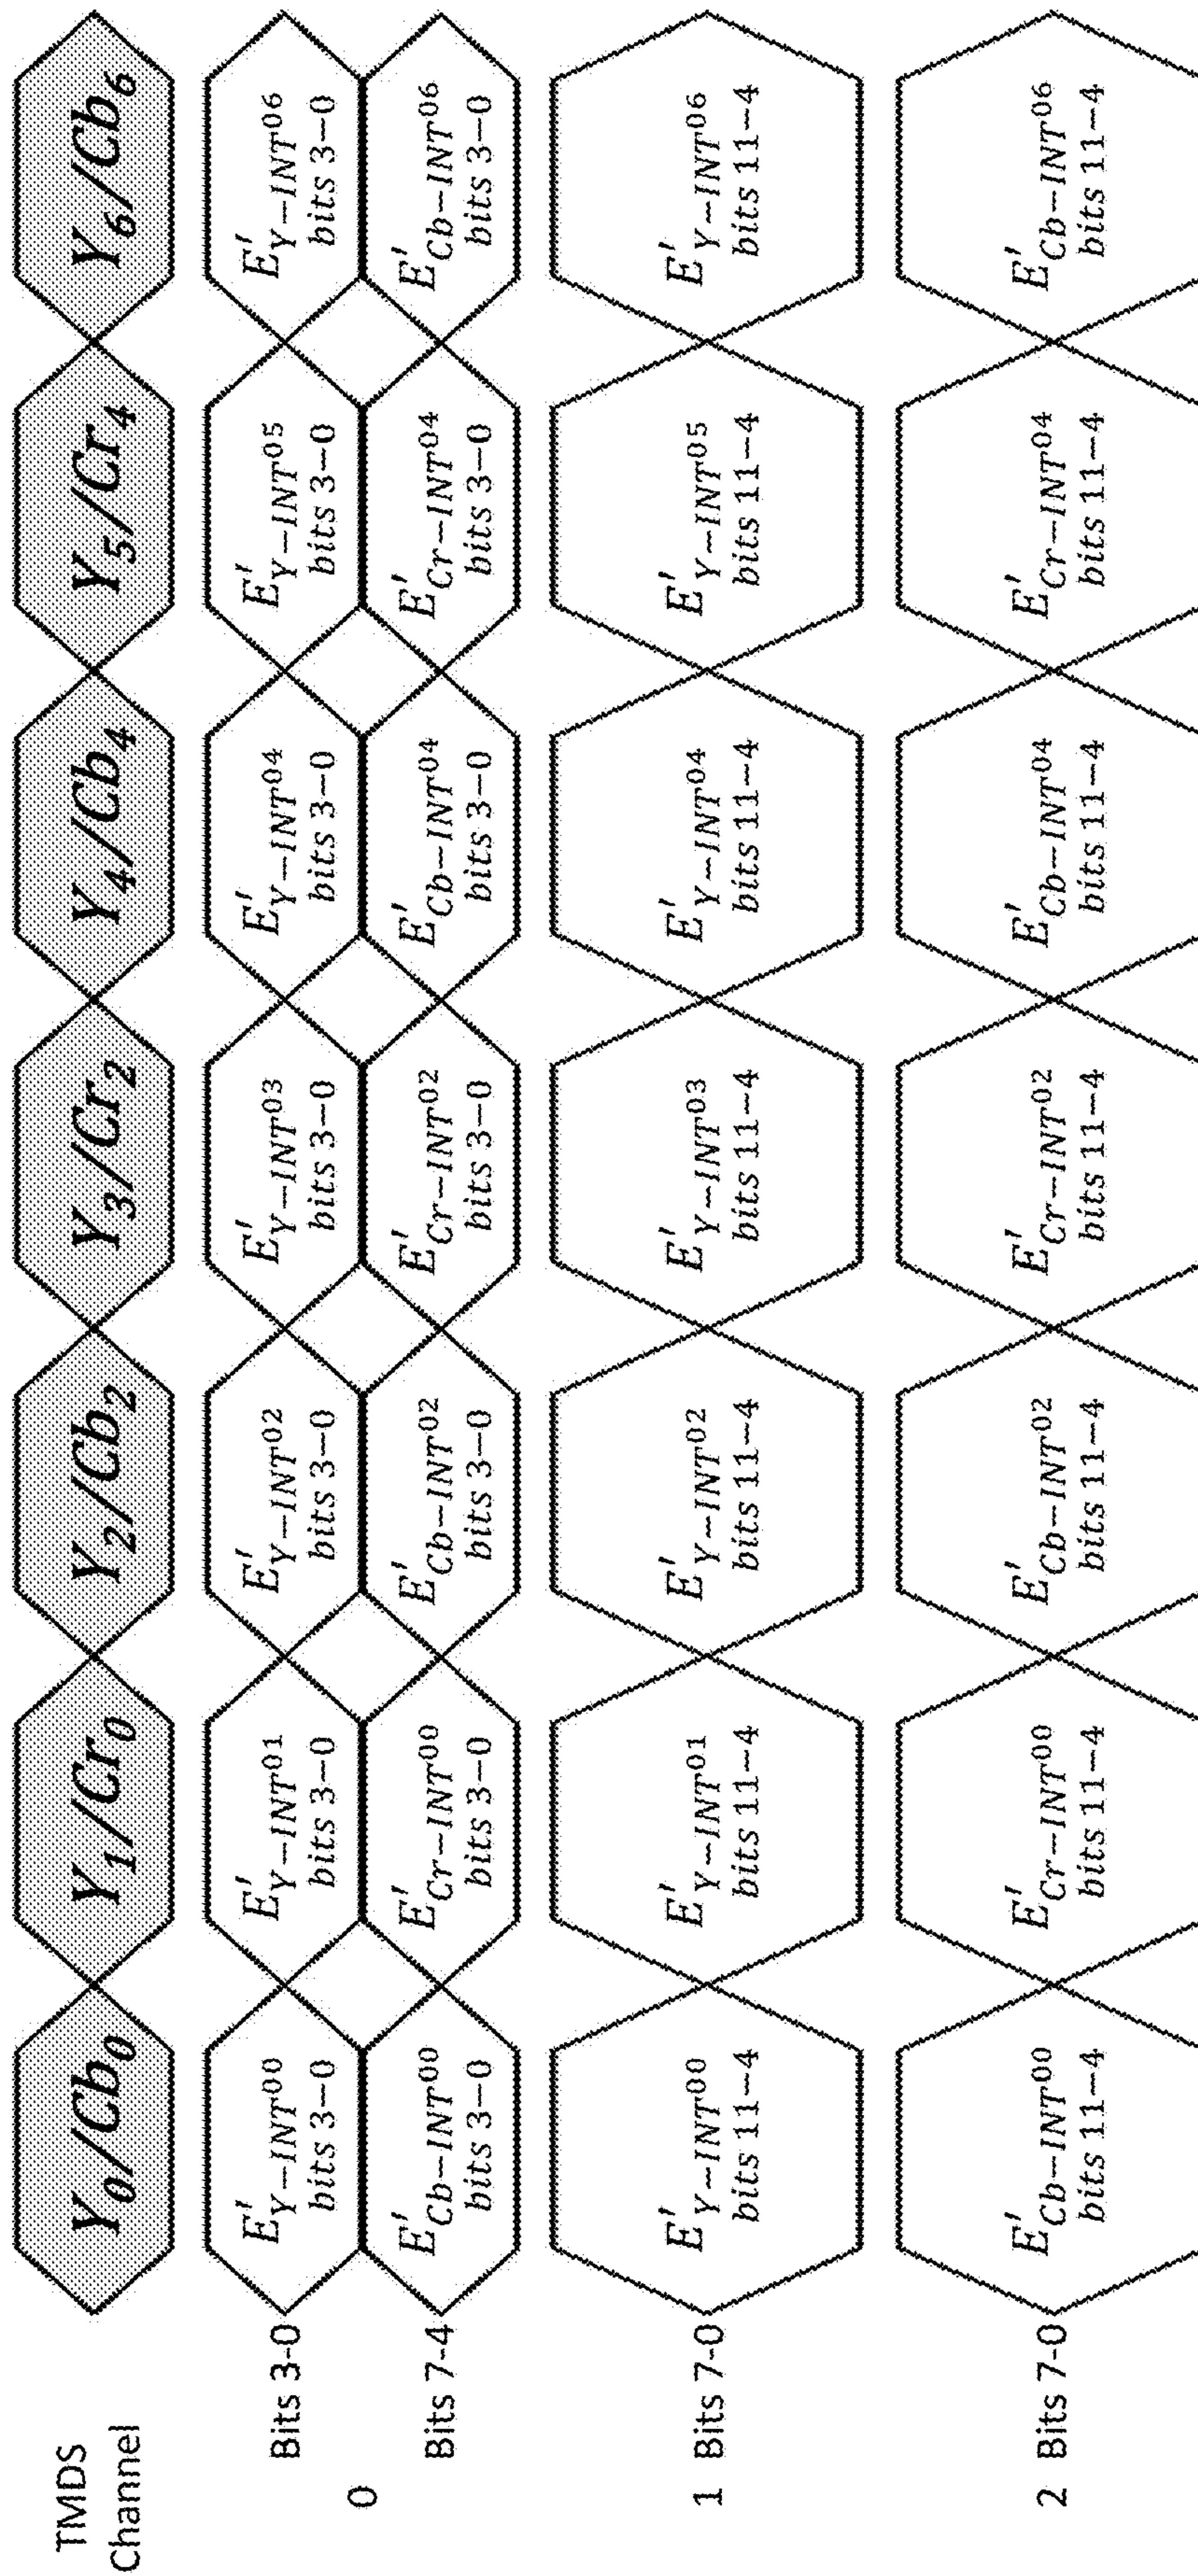 TMDS
Channel
Y₀/Cb₀ Y₁/Cr₀ Y₂/Cb₂ Y₃/Cr₂ Y₄/Cb₄ Y₅/Cr₄ Y₆/Cb₆
0
Bits 3-0
E′Y−INT⁰⁰ E′Y−INT⁰¹ E′Y−INT⁰² E′Y−INT⁰³ E′Y−INT⁰⁴ E′Y−INT⁰⁵ E′Y−INT⁰⁶
bits 3−0 bits 3−0 bits 3−0 bits 3−0 bits 3−0 bits 3−0 bits 3−0
Bits 7-4
E′Cb−INT⁰⁰ E′Cr−INT⁰⁰ E′Cb−INT⁰² E′Cr−INT⁰² E′Cb−INT⁰⁴ E′Cr−INT⁰⁴ E′Cb−INT⁰⁶
bits 3−0 bits 3−0 bits 3−0 bits 3−0 bits 3−0 bits 3−0 bits 3−0
1 Bits 7-0
E′Y−INT⁰⁰ E′Y−INT⁰¹ E′Y−INT⁰² E′Y−INT⁰³ E′Y−INT⁰⁴ E′Y−INT⁰⁵ E′Y−INT⁰⁶
bits 11−4 bits 11−4 bits 11−4 bits 11−4 bits 11−4 bits 11−4 bits 11−4
2 Bits 7-0
E′Cb−INT⁰⁰ E′Cr−INT⁰⁰ E′Cb−INT⁰² E′Cr−INT⁰² E′Cb−INT⁰⁴ E′Cr−INT⁰⁴ E′Cb−INT⁰⁶
bits 11−4 bits 11−4 bits 11−4 bits 11−4 bits 11−4 bits 11−4 bits 11−4